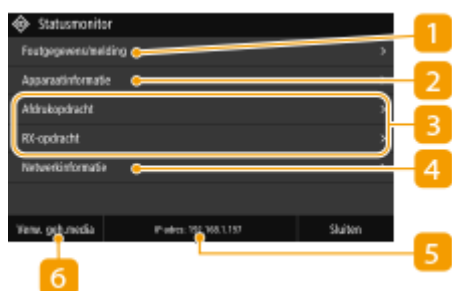 Statusmonitor
1
Foutgegevens/melding
2
Apparaatinformatie
Afdrukopdracht
3
RX-opdracht
Netwerkinformatie
4
Verw. geh.media
IP-adres: 192.168.1.197
Sluiten
5
6